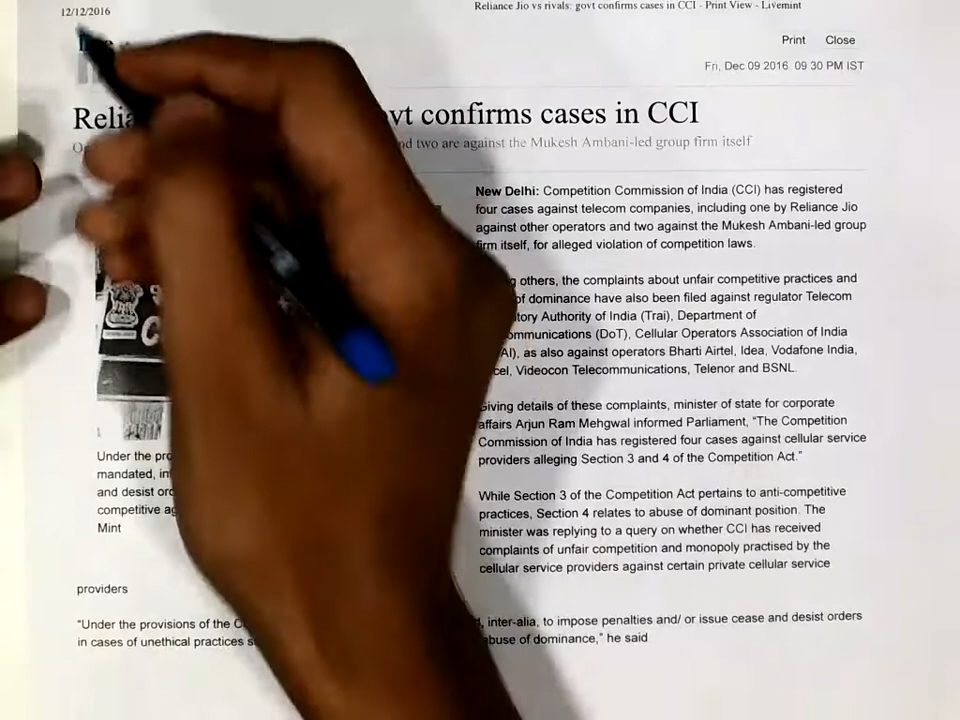 12/12/2016
Reliance Jio vs rivals: govt confirms cases in CCI - Print View - Livemint
Print Close
Fri, Dec 09 2016. 09 30 PM IST
confirms cases in CCI
two are against the Mukesh Ambani-led group firm itself
New Delhi: Competition Commission of India (CCI) has registered
four cases against telecom companies, including one by Reliance Jio
against other operators and two against the Mukesh Ambani-led group
firm itself, for alleged violation of competition laws.
others, the complaints about unfair competitive practices and
of dominance have also been filed against regulator Telecom
Authority of India (Trai), Department of
(DoT), Cellular Operators Association of India
as also against operators Bharti Airtel, Idea, Vodafone India,
Videocon Telecommunications, Telenor and BSNL.
Giving details of these complaints, minister of state for corporate
affairs Arjun Ram Mehgwal informed Parliament, “The Competition
Commission of India has registered four cases against cellular service
providers alleging Section 3 and 4 of the Competition Act.”
While Section 3 of the Competition Act pertains to anti-competitive
practices, Section 4 relates to abuse of dominant position. The
minister was replying to a query on whether CCI has received
complaints of unfair competition and monopoly practised by the
cellular service providers against certain private cellular service
Under the
mandated,
and desist
competitive
Mint
providers
“Under the provisions of the
inter-alia, to impose penalties and/ or issue cease and desist orders
in cases of unethical practices
abuse of dominance,” he said